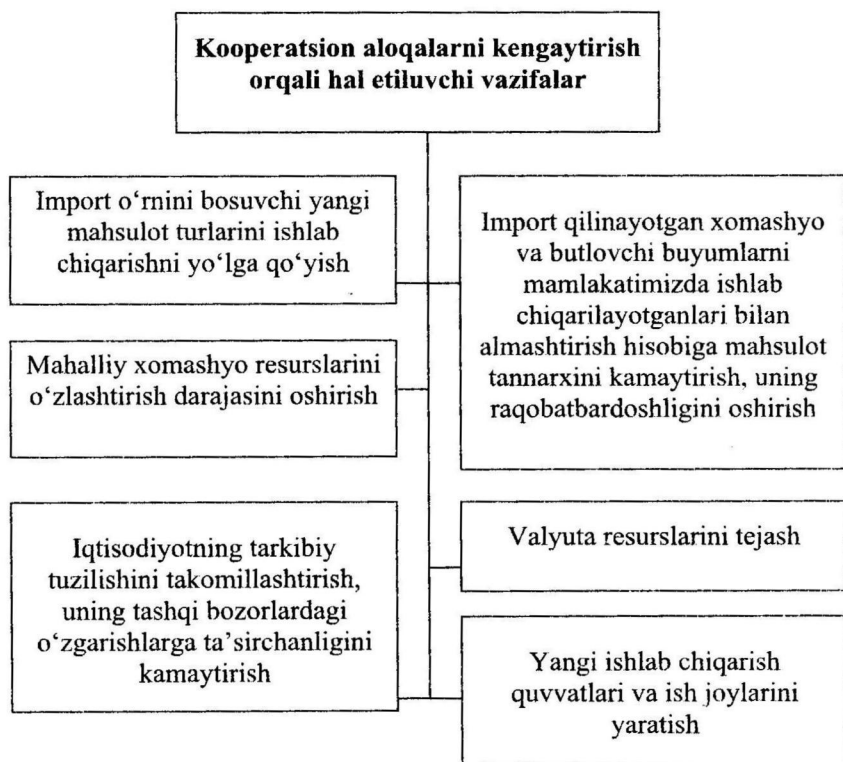 Kooperatsion aloqalarni kengaytirish
orqali hal etiluvchi vazifalar
Import o‘rnini bosuvchi yangi
mahsulot turlarini ishlab
chiqarishni yo‘lga qo‘yish
Import qilinayotgan xomashyo
va butlovchi buyumlarni
mamlakatimizda ishlab
chiqarilayotganlari bilan
almashtirish hisobiga mahsulot
tannarxini kamaytirish, uning
raqobatbardoshligini oshirish
Mahalliy xomashyo resurslarini
o‘zlashtirish darajasini oshirish
Iqtisodiyotning tarkibiy
tuzilishini takomillashtirish,
uning tashqi bozorlardagi
o‘zgarishlarga ta’sirchanligini
kamaytirish
Valyuta resurslarini tejash
Yangi ishlab chiqarish
quvvatlari va ish joylarini
yaratish